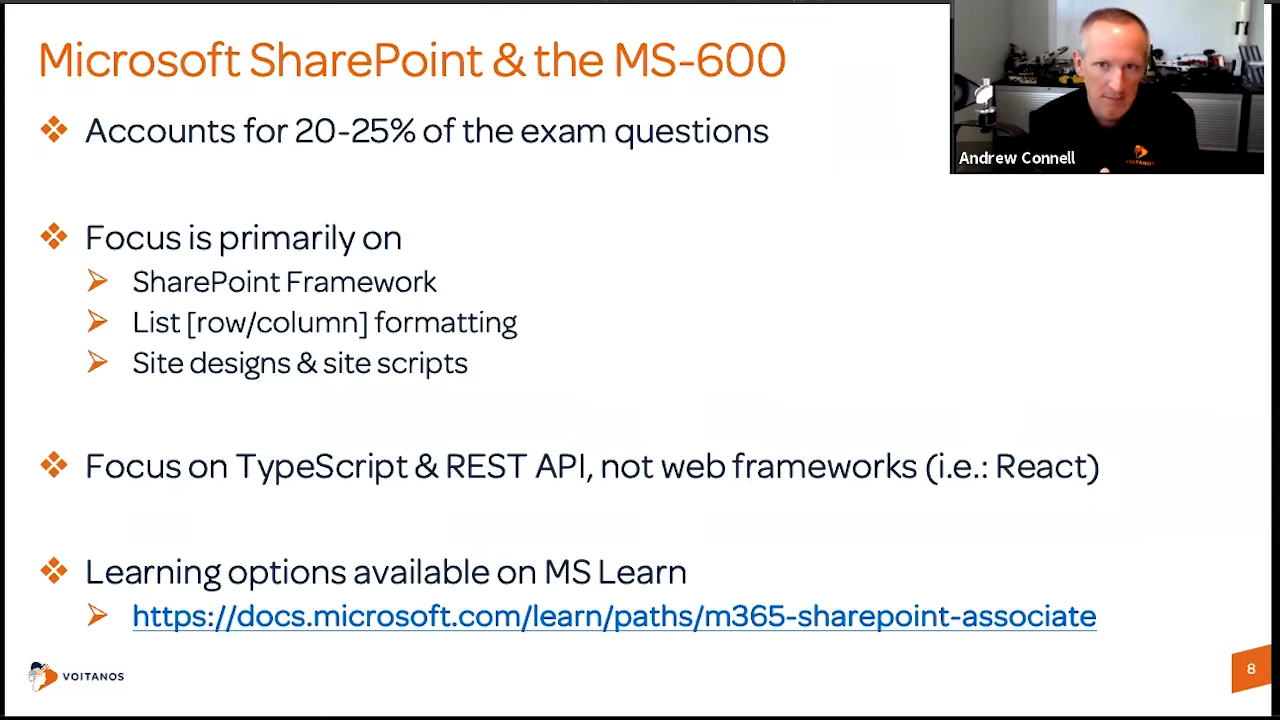 Microsoft SharePoint & the MS-600
Accounts for 20-25% of the exam questions
Focus is primarily on
SharePoint Framework
List [row/column] formatting
Site designs & site scripts
Focus on TypeScript & REST API, not web frameworks (i.e.: React)
Learning options available on MS Learn
https://docs.microsoft.com/learn/paths/m365-sharepoint-associate
Andrew Connell
VOITANOS
VOITANOS
8